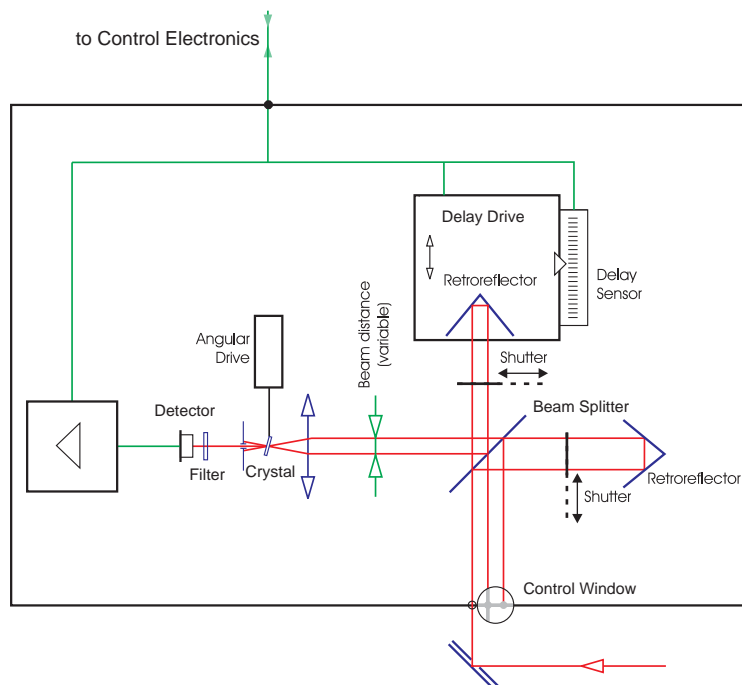 to Control Electronics
Delay Drive
Retroreflector
Delay
Sensor
Angular
Drive
Beam distance
(variable)
Shutter
Detector
Beam Splitter
Filter
Crystal
Retroreflector
Shutter
Control Window